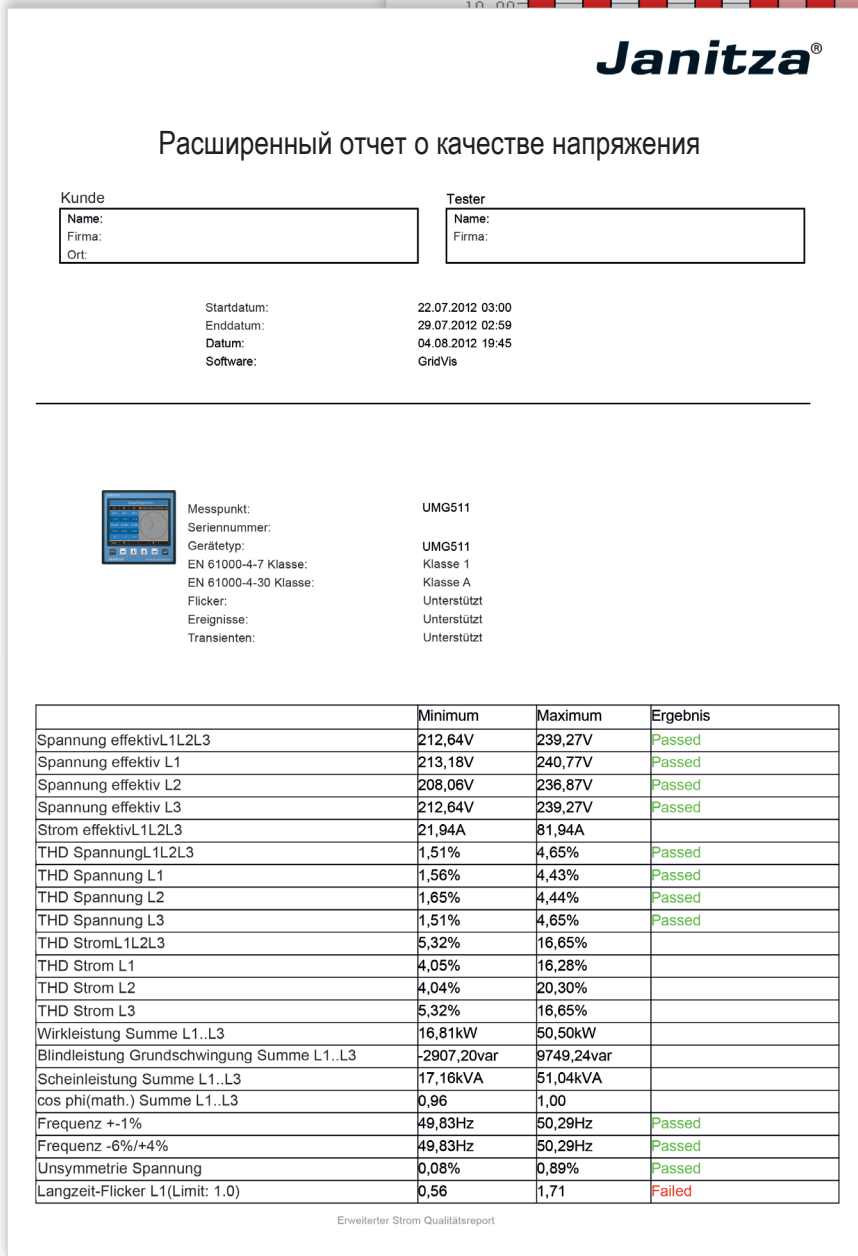 10,00
Janitza®
Расширенный отчет о качестве напряжения
Kunde
Tester
Name:
Firma:
Ort:
Name:
Firma:
Startdatum: 22.07.2012 03:00
Enddatum: 29.07.2012 02:59
Datum: 04.08.2012 19:45
Software: GridVis
Messpunkt: UMG511
Seriennummer:
Gerätetyp: UMG511
EN 61000-4-7 Klasse: Klasse 1
EN 61000-4-30 Klasse: Klasse A
Flicker: Unterstützt
Ereignisse: Unterstützt
Transienten: Unterstützt
Minimum Maximum Ergebnis
Spannung effektivL1L2L3 212,64V 239,27V Passed
Spannung effektiv L1 213,18V 240,77V Passed
Spannung effektiv L2 208,06V 236,87V Passed
Spannung effektiv L3 212,64V 239,27V Passed
Strom effektivL1L2L3 21,94A 81,94A
THD SpannungL1L2L3 1,51% 4,65% Passed
THD Spannung L1 1,56% 4,43% Passed
THD Spannung L2 1,65% 4,44% Passed
THD Spannung L3 1,51% 4,65% Passed
THD StromL1L2L3 5,32% 16,65%
THD Strom L1 4,05% 16,28%
THD Strom L2 4,04% 20,30%
THD Strom L3 5,32% 16,65%
Wirkleistung Summe L1..L3 16,81kW 50,50kW
Blindleistung Grundschwingung Summe L1..L3 -2907,20var 9749,24var
Scheinleistung Summe L1..L3 17,16kVA 51,04kVA
cos phi(math.) Summe L1..L3 0,96 1,00
Frequenz +-1% 49,83Hz 50,29Hz Passed
Frequenz -6%/+4% 49,83Hz 50,29Hz Passed
Unsymmetrie Spannung 0,08% 0,89% Passed
Langzeit-Flicker L1(Limit: 1.0) 0,56 1,71 Failed
Erweiterter Strom Qualitätsreport